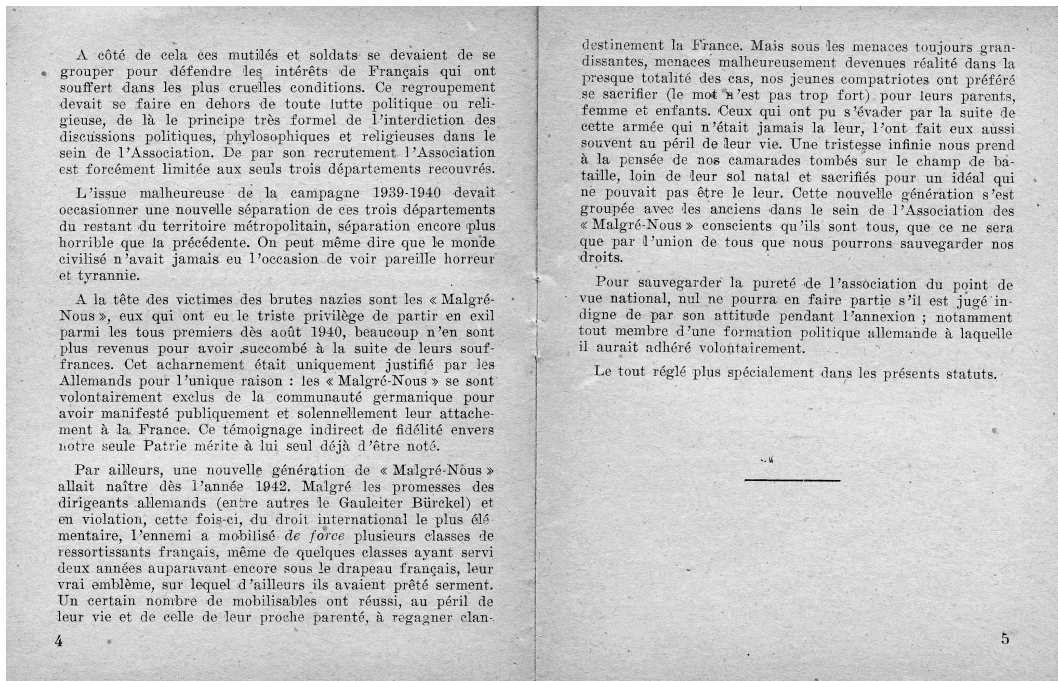 A côté de cela ces mutilés et soldats se devaient de se
grouper pour défendre les intérêts de Français qui ont
souffert dans les plus cruelles conditions. Ce regroupement
devait se faire en dehors de toute lutte politique ou reli-
gieuse, de là le principe très formel de l'interdiction des
discussions politiques, phylosophiques et religieuses dans le
sein de l'Association. De par son recrutement l'Association
est forcément limitée aux seuls trois départements recouvrés.
L'issue malheureuse de la campagne 1939-1940 devait
occasionner une nouvelle séparation de ces trois départements
du restant du territoire métropolitain, séparation encore plus
horrible que la précédente. On peut même dire que le monde
civilisé n'avait jamais eu l'occasion de voir pareille horreur
et tyrannie.
A la tête des victimes des brutes nazies sont les « Malgré-
Nous », eux qui ont eu le triste privilège de partir en exil
parmi les tous premiers dès août 1940, beaucoup n'en sont
plus revenus pour avoir succombé à la suite de leurs souf-
frances. Cet acharnement était uniquement justifié par les
Allemands pour l'unique raison : les « Malgré-Nous » se sont
volontairement exclus de la communauté germanique pour
avoir manifesté publiquement et solennellement leur attache-
ment à la France. Ce témoignage indirect de fidélité envers
notre seule Patrie mérite à lui seul déjà d'être noté.
Par ailleurs, une nouvelle génération de « Malgré-Nous »
allait naître dès l'année 1942. Malgré les promesses des
dirigeants allemands (entre autres le Gauleiter Bürckel) et
en violation, cette fois-ci, du droit international le plus élé-
mentaire, l'ennemi a mobilisé de force plusieurs classes de
ressortissants français, même de quelques classes ayant servi
deux années auparavant encore sous le drapeau français, leur
vrai emblème, sur lequel d'ailleurs ils avaient prêté serment.
Un certain nombre de mobilisables ont réussi, au péril de
leur vie et de celle de leur proche parenté, à regagner clan-
4
destinement la France. Mais sous les menaces toujours gran-
dissantes, menaces malheureusement devenues réalité dans la
presque totalité des cas, nos jeunes compatriotes ont préféré
se sacrifier (le mot n'est pas trop fort) pour leurs parents,
femme et enfants. Ceux qui ont pu s'évader par la suite de
cette armée qui n'était jamais la leur, l'ont fait eux aussi
souvent au péril de leur vie. Une tristesse infinie nous prend
à la pensée de nos camarades tombés sur le champ de ba-
taille, loin de leur sol natal et sacrifiés pour un idéal qui
ne pouvait pas être le leur. Cette nouvelle génération s'est
groupée avec les anciens dans le sein de l'Association des
« Malgré-Nous » conscients qu'ils sont tous, que ce ne sera
que par l'union de tous que nous pourrons sauvegarder nos
droits.
Pour sauvegarder la pureté de l'association du point de
vue national, nul ne pourra en faire partie s'il est jugé in-
digne de par son attitude pendant l'annexion ; notamment
tout membre d'une formation politique allemande à laquelle
il aurait adhéré volontairement.
Le tout réglé plus spécialement dans les présents statuts.
5